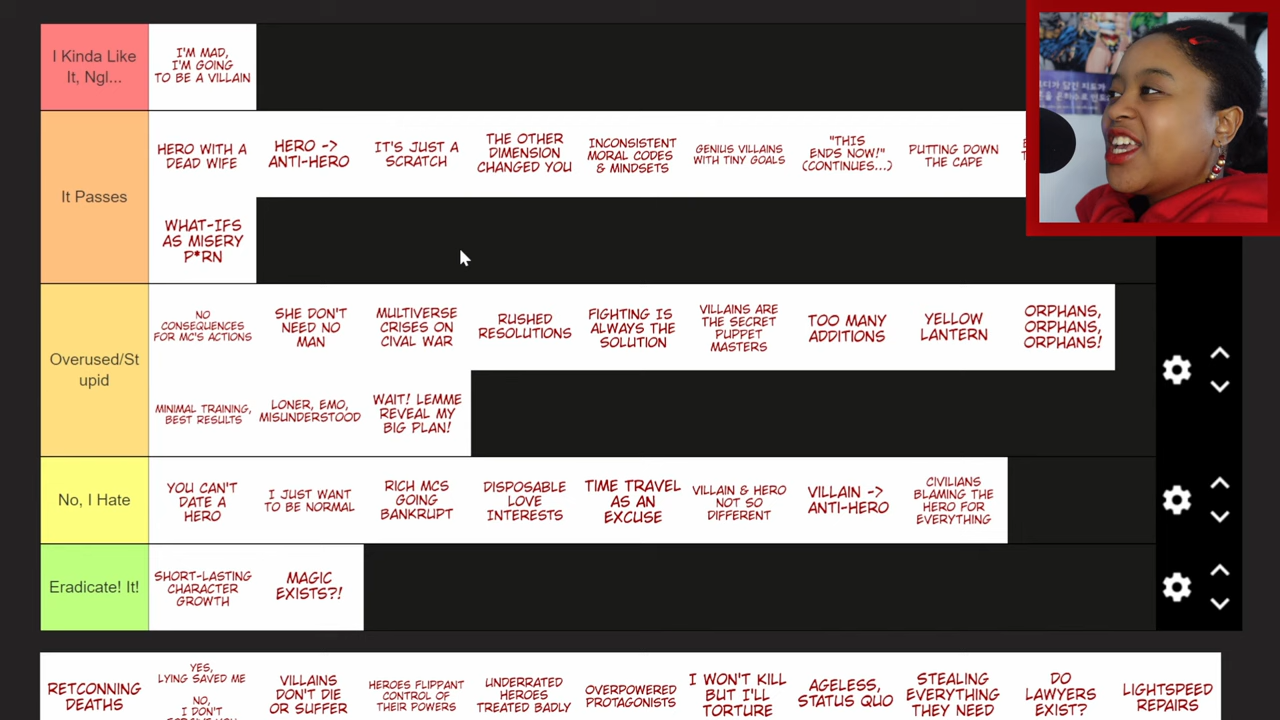 I Kinda Like
It, Ngl...
I'M MAD,
I'M GOING
TO BE A VILLAIN
It Passes
HERO WITH A
DEAD WIFE
HERO ->
ANTI-HERO
IT'S JUST A
SCRATCH
THE OTHER
DIMENSION
CHANGED YOU
INCONSISTENT
MORAL CODES
& MINDSETS
GENIUS VILLAINS
WITH TINY GOALS
"THIS
ENDS NOW!"
(CONTINUES...)
PUTTING DOWN
THE CAPE
WHAT-IFS
AS MISERY
P*RN
Overused/St
upid
NO
CONSEQUENCES
FOR MC'S ACTIONS
SHE DON'T
NEED NO
MAN
MULTIVERSE
CRISES ON
CIVAL WAR
RUSHED
RESOLUTIONS
FIGHTING IS
ALWAYS THE
SOLUTION
VILLAINS ARE
THE SECRET
PUPPET
MASTERS
TOO MANY
ADDITIONS
YELLOW
LANTERN
ORPHANS,
ORPHANS,
ORPHANS!
MINIMAL TRAINING,
BEST RESULTS
LONER, EMO,
MISUNDERSTOOD
WAIT! LEMME
REVEAL MY
BIG PLAN!
No, I Hate
YOU CAN'T
DATE A
HERO
I JUST WANT
TO BE NORMAL
RICH MCS
GOING
BANKRUPT
DISPOSABLE
LOVE
INTERESTS
TIME TRAVEL
AS AN
EXCUSE
VILLAIN & HERO
NOT SO
DIFFERENT
VILLAIN ->
ANTI-HERO
CIVILIANS
BLAMING THE
HERO FOR
EVERYTHING
Eradicate! It!
SHORT-LASTING
CHARACTER
GROWTH
MAGIC
EXISTS?!
RETCONNING
DEATHS
YES,
LYING SAVED ME
NO,
I DON'T
VILLAINS
DON'T DIE
OR SUFFER
HEROES FLIPPANT
CONTROL OF
THEIR POWERS
UNDERRATED
HEROES
TREATED BADLY
OVERPOWERED
PROTAGONISTS
I WON'T KILL
BUT I'LL
TORTURE
AGELESS,
STATUS QUO
STEALING
EVERYTHING
THEY NEED
DO
LAWYERS
EXIST?
LIGHTSPEED
REPAIRS